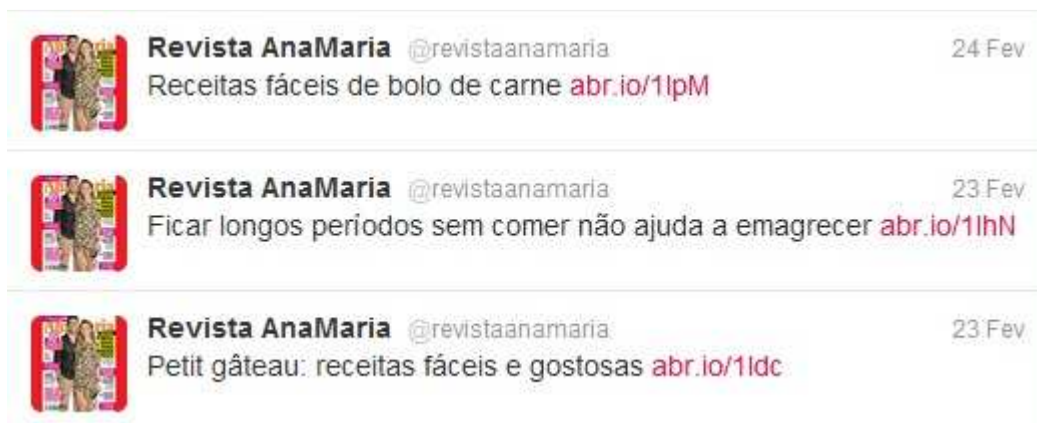 Revista AnaMaria @revistaanamaria 24 Fev
Receitas fáceis de bolo de carne abr.io/1lpM
Revista AnaMaria @revistaanamaria 23 Fev
Ficar longos períodos sem comer não ajuda a emagrecer abr.io/1lhN
Revista AnaMaria @revistaanamaria 23 Fev
Petit gâteau: receitas fáceis e gostosas abr.io/1ldc